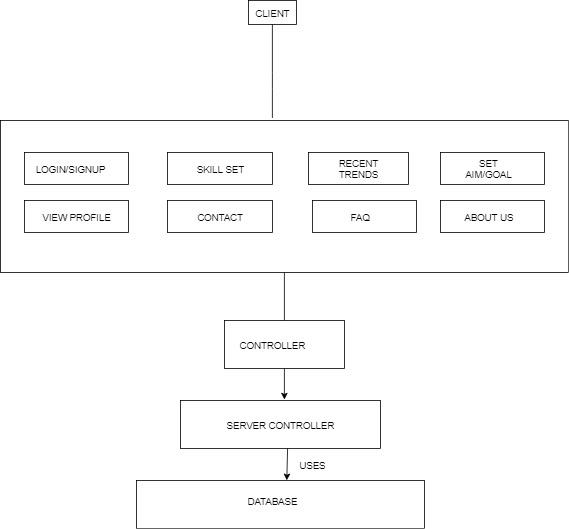 CLIENT
LOGIN/SIGNUP
SKILL SET
RECENT
TRENDS
SET
AIM/GOAL
VIEW PROFILE
CONTACT
FAQ
ABOUT US
CONTROLLER
SERVER CONTROLLER
USES
DATABASE